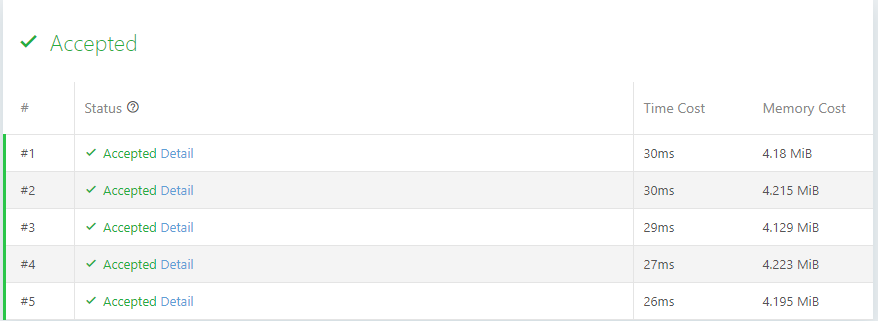 Accepted
# Status Time Cost Memory Cost
#1 Accepted Detail 30ms 4.18 MiB
#2 Accepted Detail 30ms 4.215 MiB
#3 Accepted Detail 29ms 4.129 MiB
#4 Accepted Detail 27ms 4.223 MiB
#5 Accepted Detail 26ms 4.195 MiB